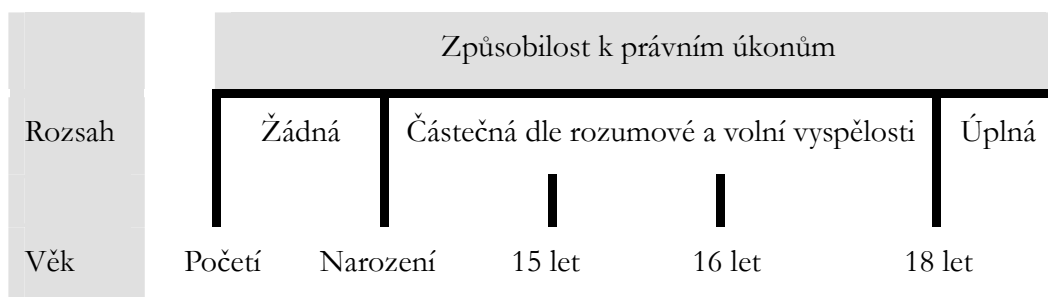 Způsobilost k právním úkonům
Rozsah Žádná Částečná dle rozumové a volní vyspělosti Úplná
Věk Početí Narození 15 let 16 let 18 let